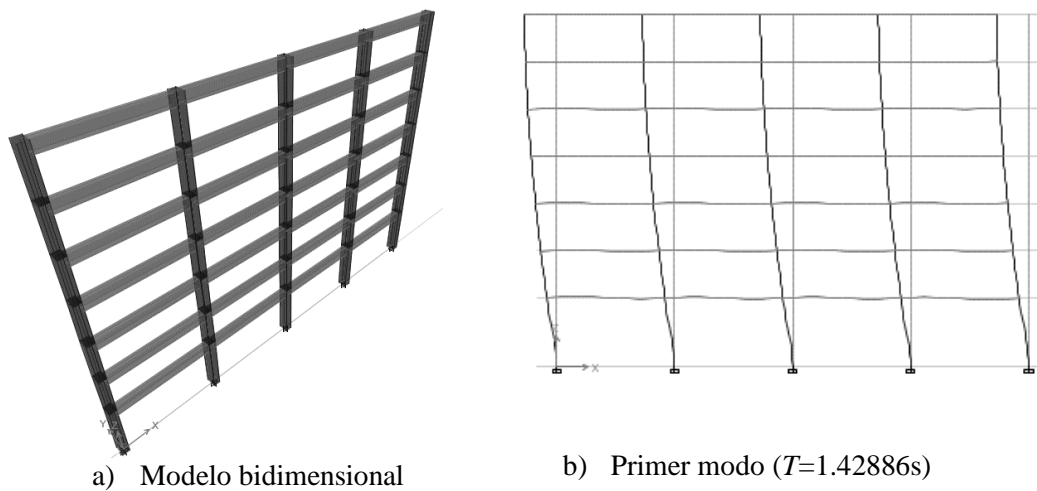 Y Z
X
X
a) Modelo bidimensional
b) Primer modo (T=1.42886s)